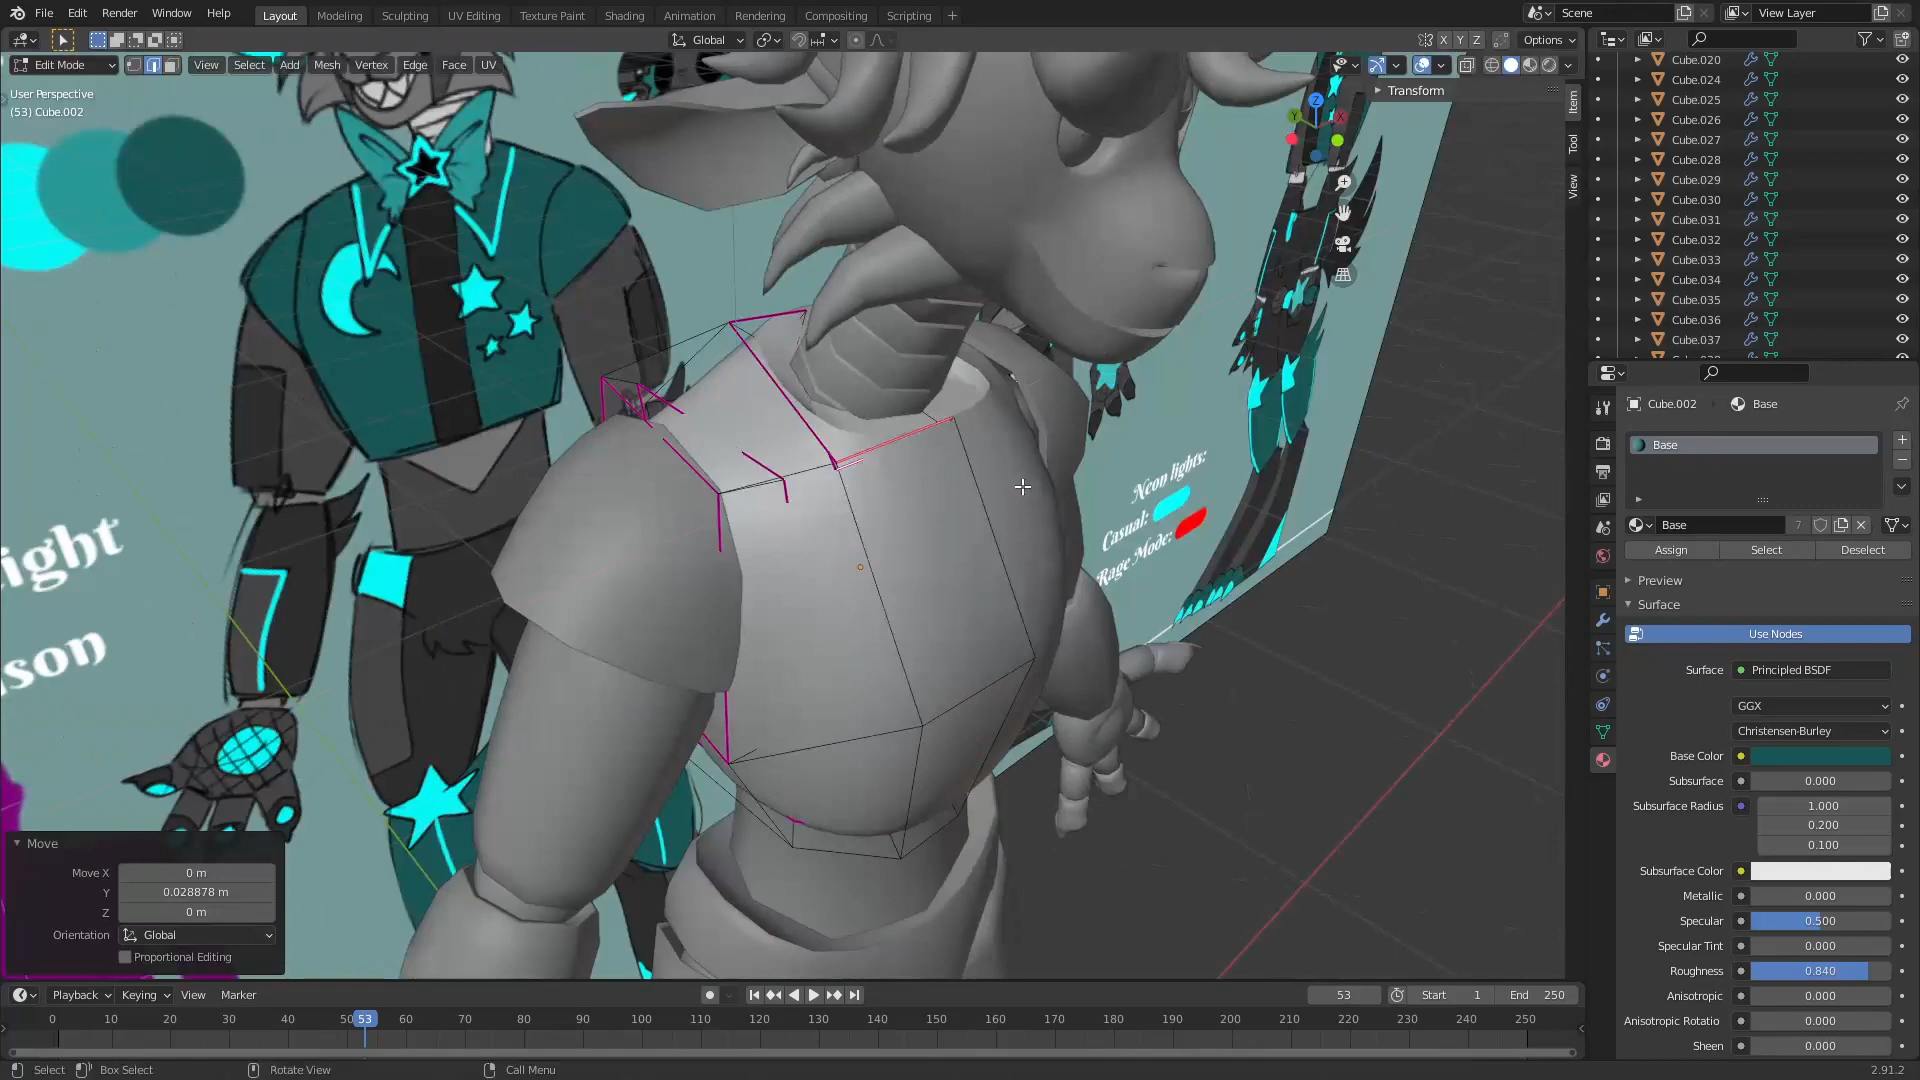 File Edit Render Window Help Layout Modeling Sculpting UV Editing Texture Paint Shading Animation Rendering Compositing Scripting + Scene View Layer
Global X Y Z Options
Edit Mode View Select Add Mesh Vertex Edge Face UV
User Perspective
(53) Cube.002
Transform
Item
Tool
View
Z
Y
X
Cube.020
Cube.024
Cube.025
Cube.026
Cube.027
Cube.028
Cube.029
Cube.030
Cube.031
Cube.032
Cube.033
Cube.034
Cube.035
Cube.036
Cube.037
Cube.002 Base
Base
Base 7
Assign Select Deselect
Preview
Surface
Use Nodes
Surface Principled BSDF
GGX
Christensen-Burley
Base Color
Subsurface 0.000
Subsurface Radius 1.000
0.200
0.100
Subsurface Color
Metallic 0.000
Specular 0.500
Specular Tint 0.000
Roughness 0.840
Anisotropic 0.000
Anisotropic Rotatio 0.000
Sheen 0.000
Neon lights:
Casual:
Rage Mode:
ight
son
Move
Move X 0 m
Y 0.028878 m
Z 0 m
Orientation Global
Proportional Editing
Playback Keying View Marker 53 Start 1 End 250
0 10 20 30 40 50 53 60 70 80 90 100 110 120 130 140 150 160 170 180 190 200 210 220 230 240 250
Select Box Select Rotate View Call Menu 2.91.2